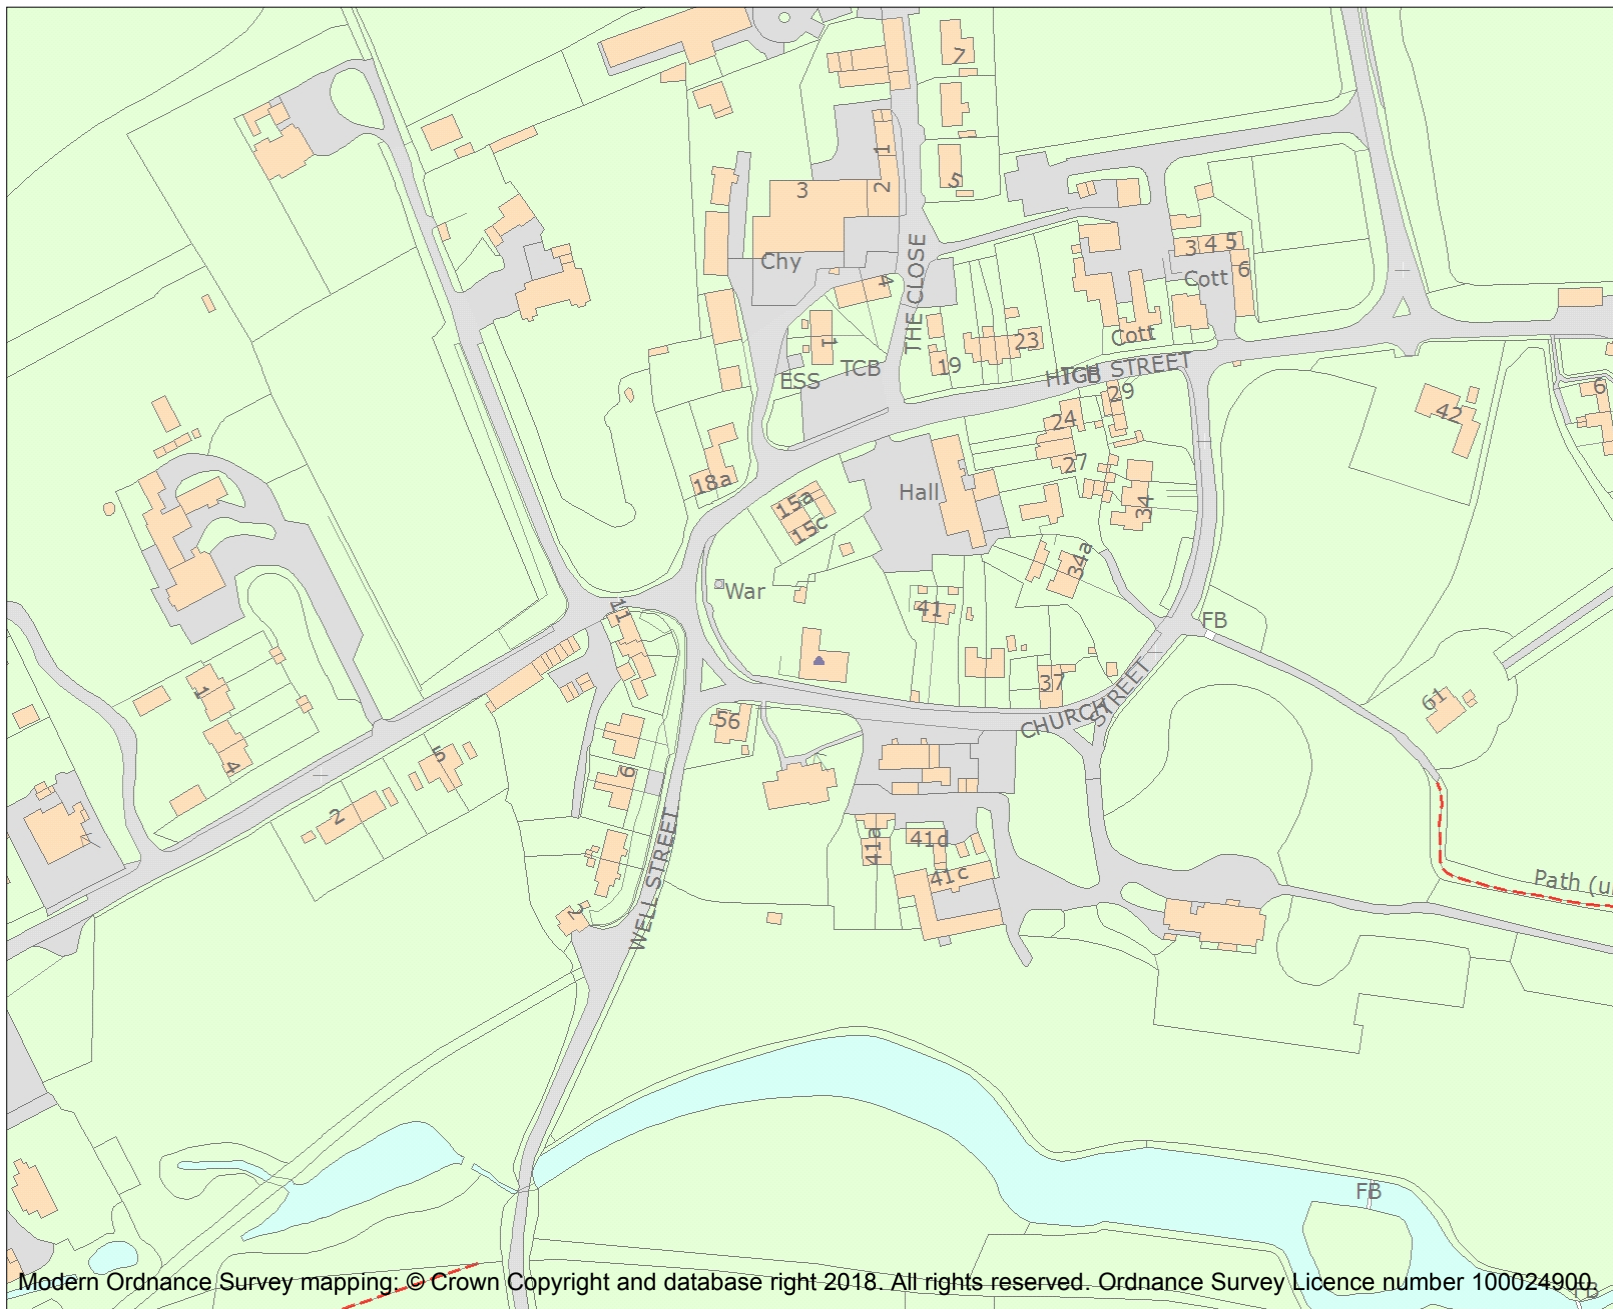 7
1
5
3
2
THE CLOSE
3 4 5
Chy
4
Cott
6
1
23
Cott
19
ESS
TCB
HIGH STREET
TCB
29
42
6
24
27
18a
Hall
15a
34
15c
34a
War
11
41
FB
1
37
61
56
CHURCH STREET
5
4
6
2
WELL STREET
41a
41d
41c
Path (u
2
FB
FB
Modern Ordnance Survey mapping: © Crown Copyright and database right 2018. All rights reserved. Ordnance Survey Licence number 100024900.